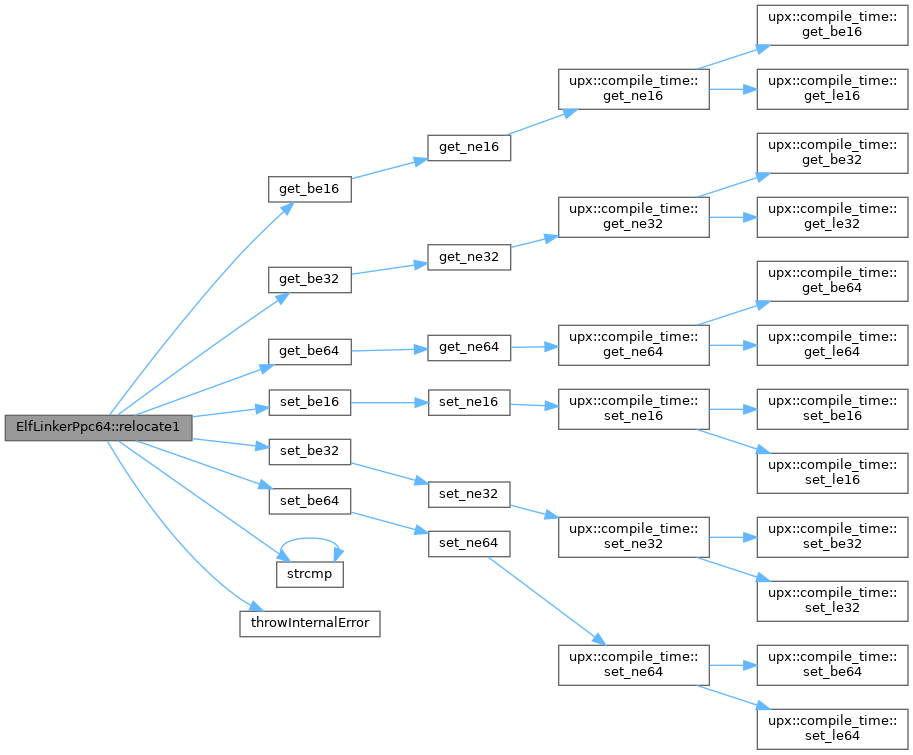 ElfLinkerPpc64::relocate1
get_be16
get_be32
get_be64
set_be16
set_be32
set_be64
strcmp
throwInternalError
get_ne16
get_ne32
get_ne64
set_ne16
set_ne32
set_ne64
upx::compile_time::
get_ne16
upx::compile_time::
get_ne32
upx::compile_time::
get_ne64
upx::compile_time::
set_ne16
upx::compile_time::
set_ne32
upx::compile_time::
set_ne64
upx::compile_time::
get_be16
upx::compile_time::
get_le16
upx::compile_time::
get_be32
upx::compile_time::
get_le32
upx::compile_time::
get_be64
upx::compile_time::
get_le64
upx::compile_time::
set_be16
upx::compile_time::
set_le16
upx::compile_time::
set_be32
upx::compile_time::
set_le32
upx::compile_time::
set_be64
upx::compile_time::
set_le64